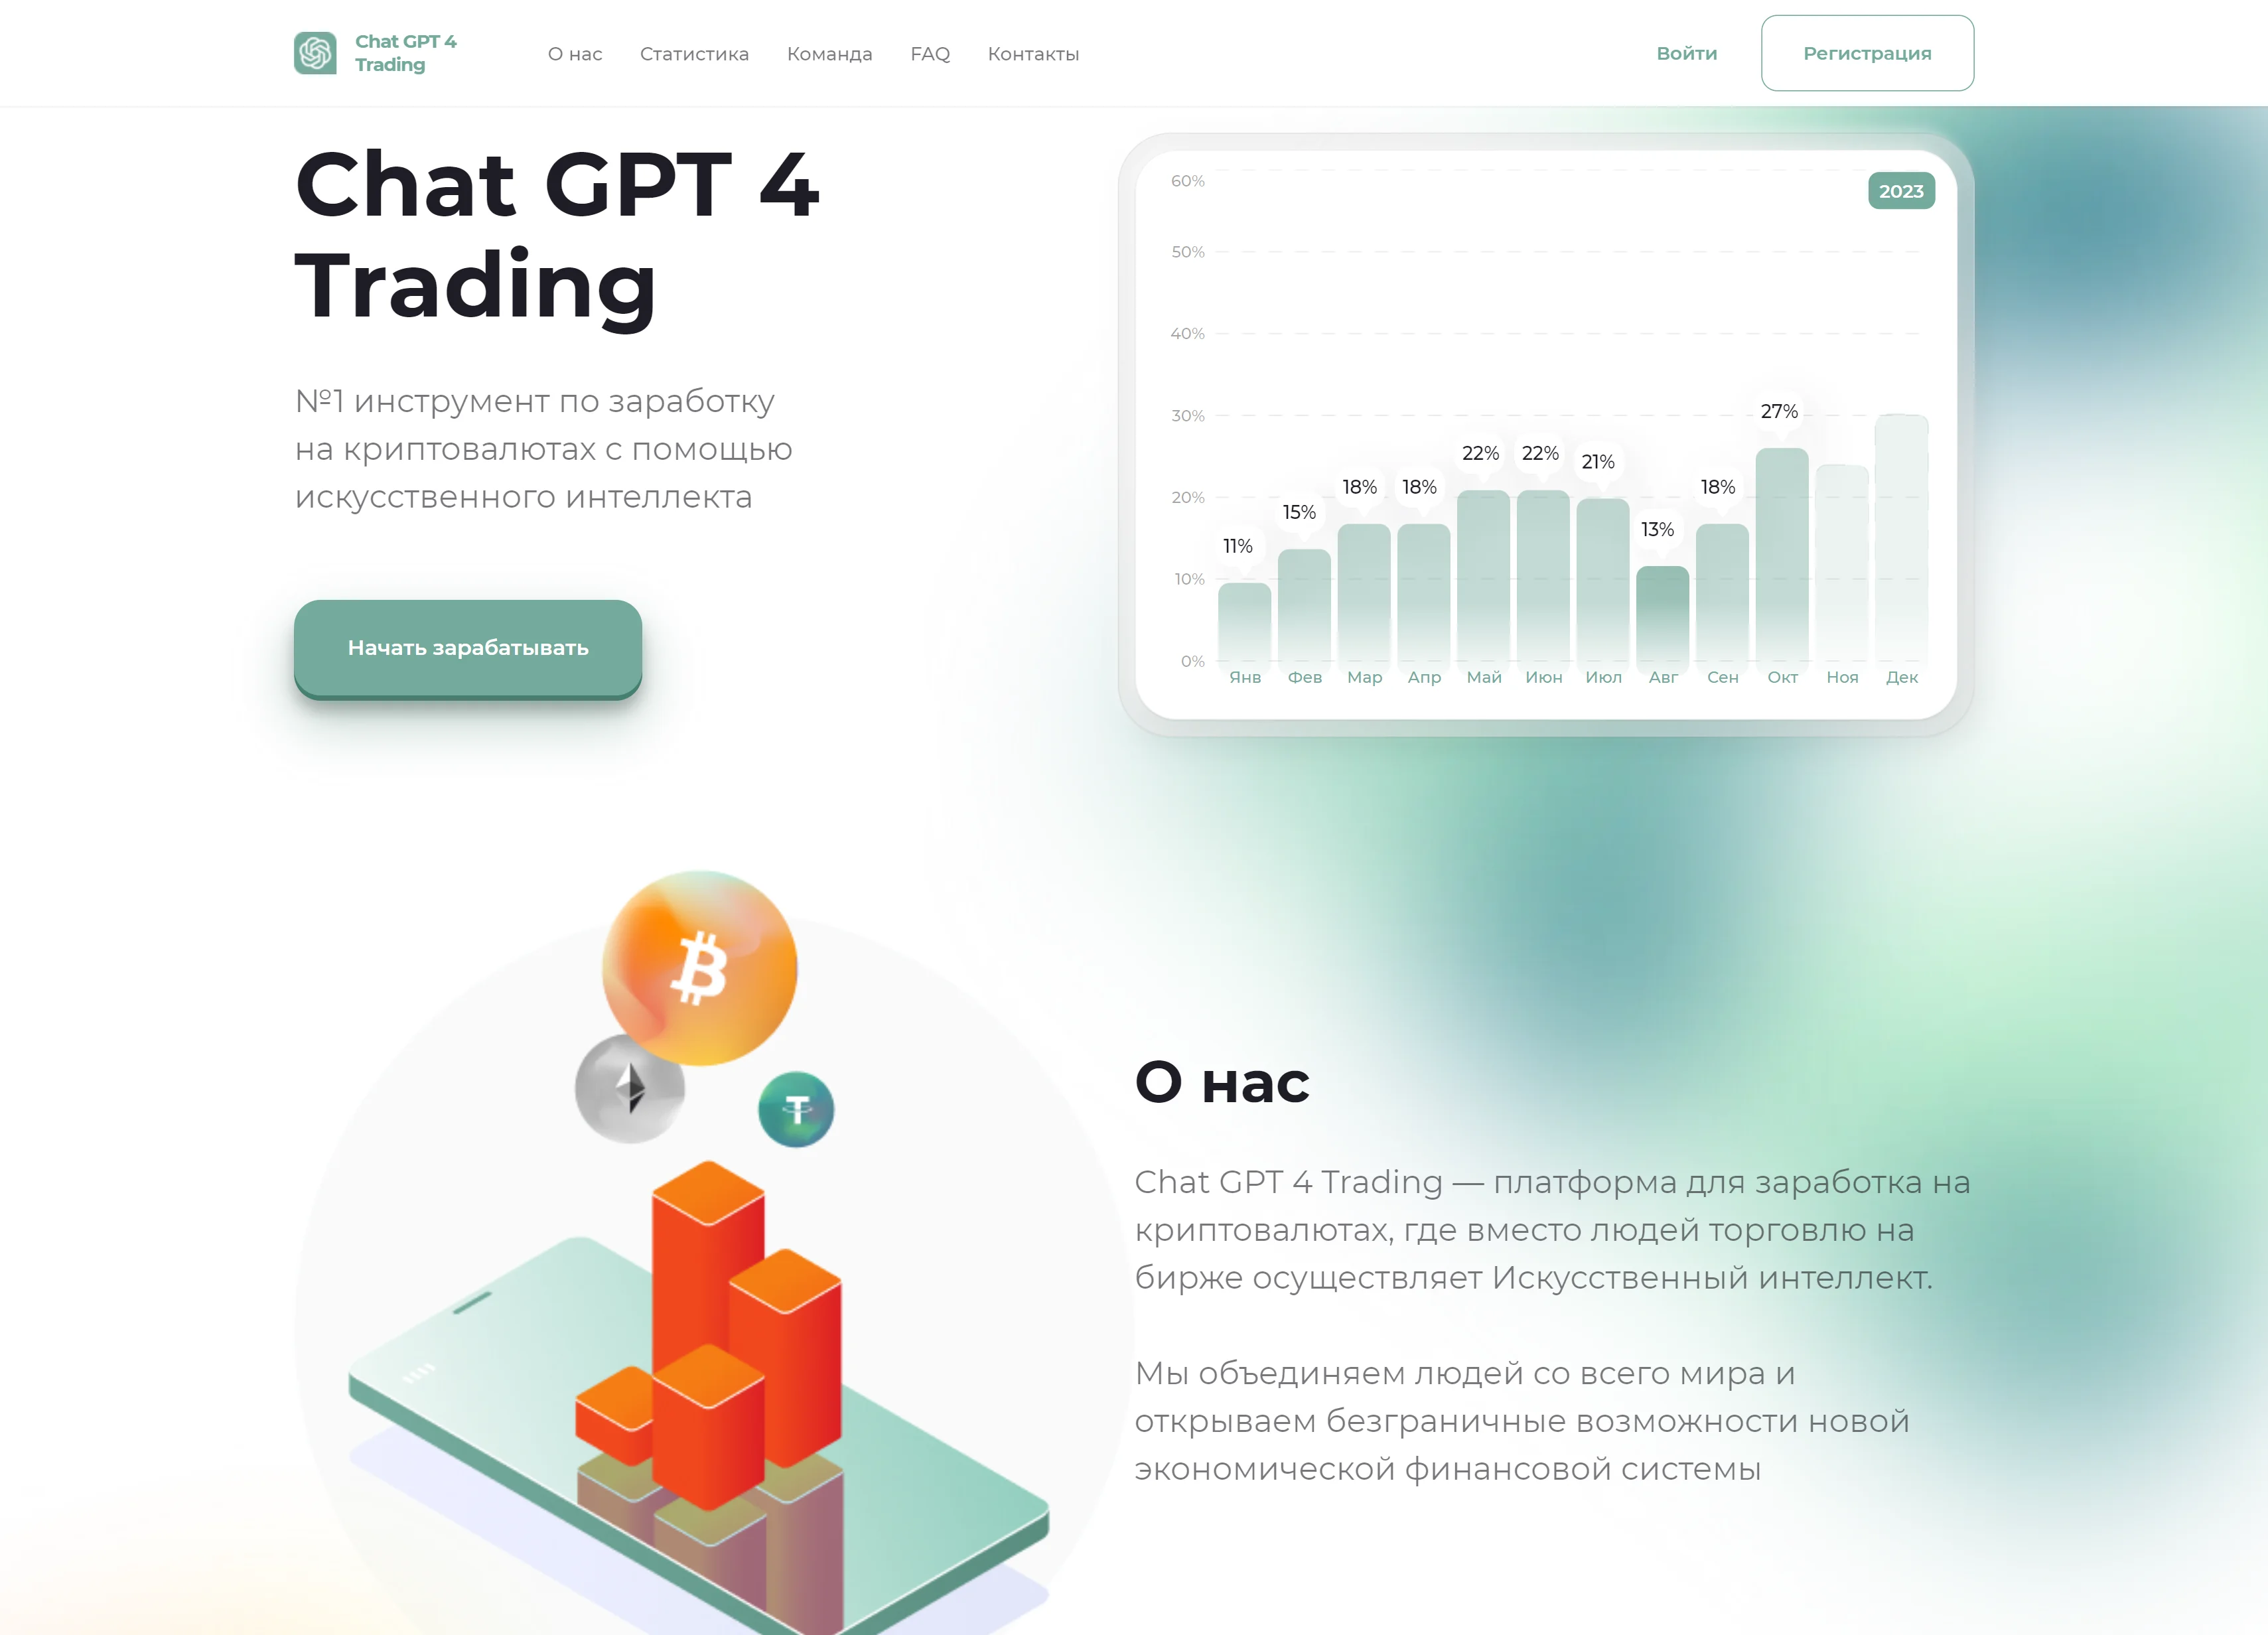 Chat GPT 4
Trading
О нас
Статистика
Команда
FAQ
Контакты
Войти
Регистрация
Chat GPT 4
Trading
№1 инструмент по заработку
на криптовалютах с помощью
искусственного интеллекта
Начать зарабатывать
2023
60%
50%
40%
30%
20%
10%
0%
11%
15%
18%
18%
22%
22%
21%
13%
18%
27%
Янв
Фев
Мар
Апр
Май
Июн
Июл
Авг
Сен
Окт
Ноя
Дек
О нас
Chat GPT 4 Trading — платформа для заработка на
криптовалютах, где вместо людей торговлю на
бирже осуществляет Искусственный интеллект.
Мы объединяем людей со всего мира и
открываем безграничные возможности новой
экономической финансовой системы